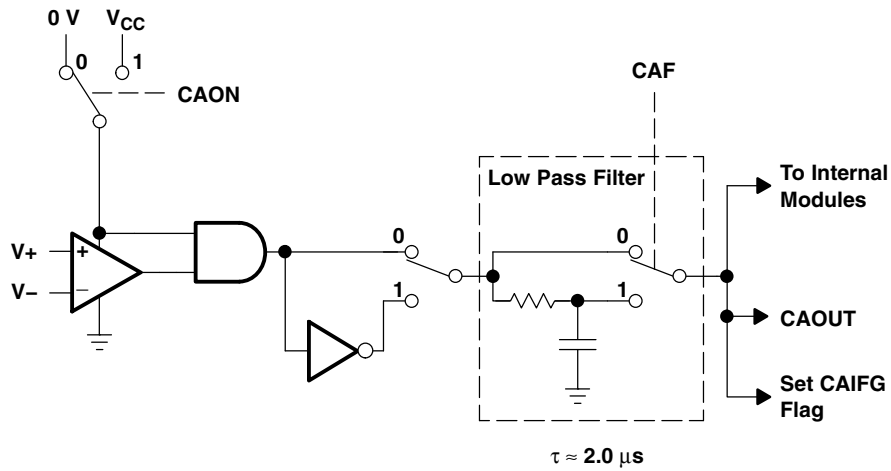 0 V
VCC
0
1
CAON
CAF
Low Pass Filter
To Internal
Modules
V+
+
V−
−
0
1
0
1
CAOUT
Set CAIFG
Flag
τ ≈ 2.0 µs